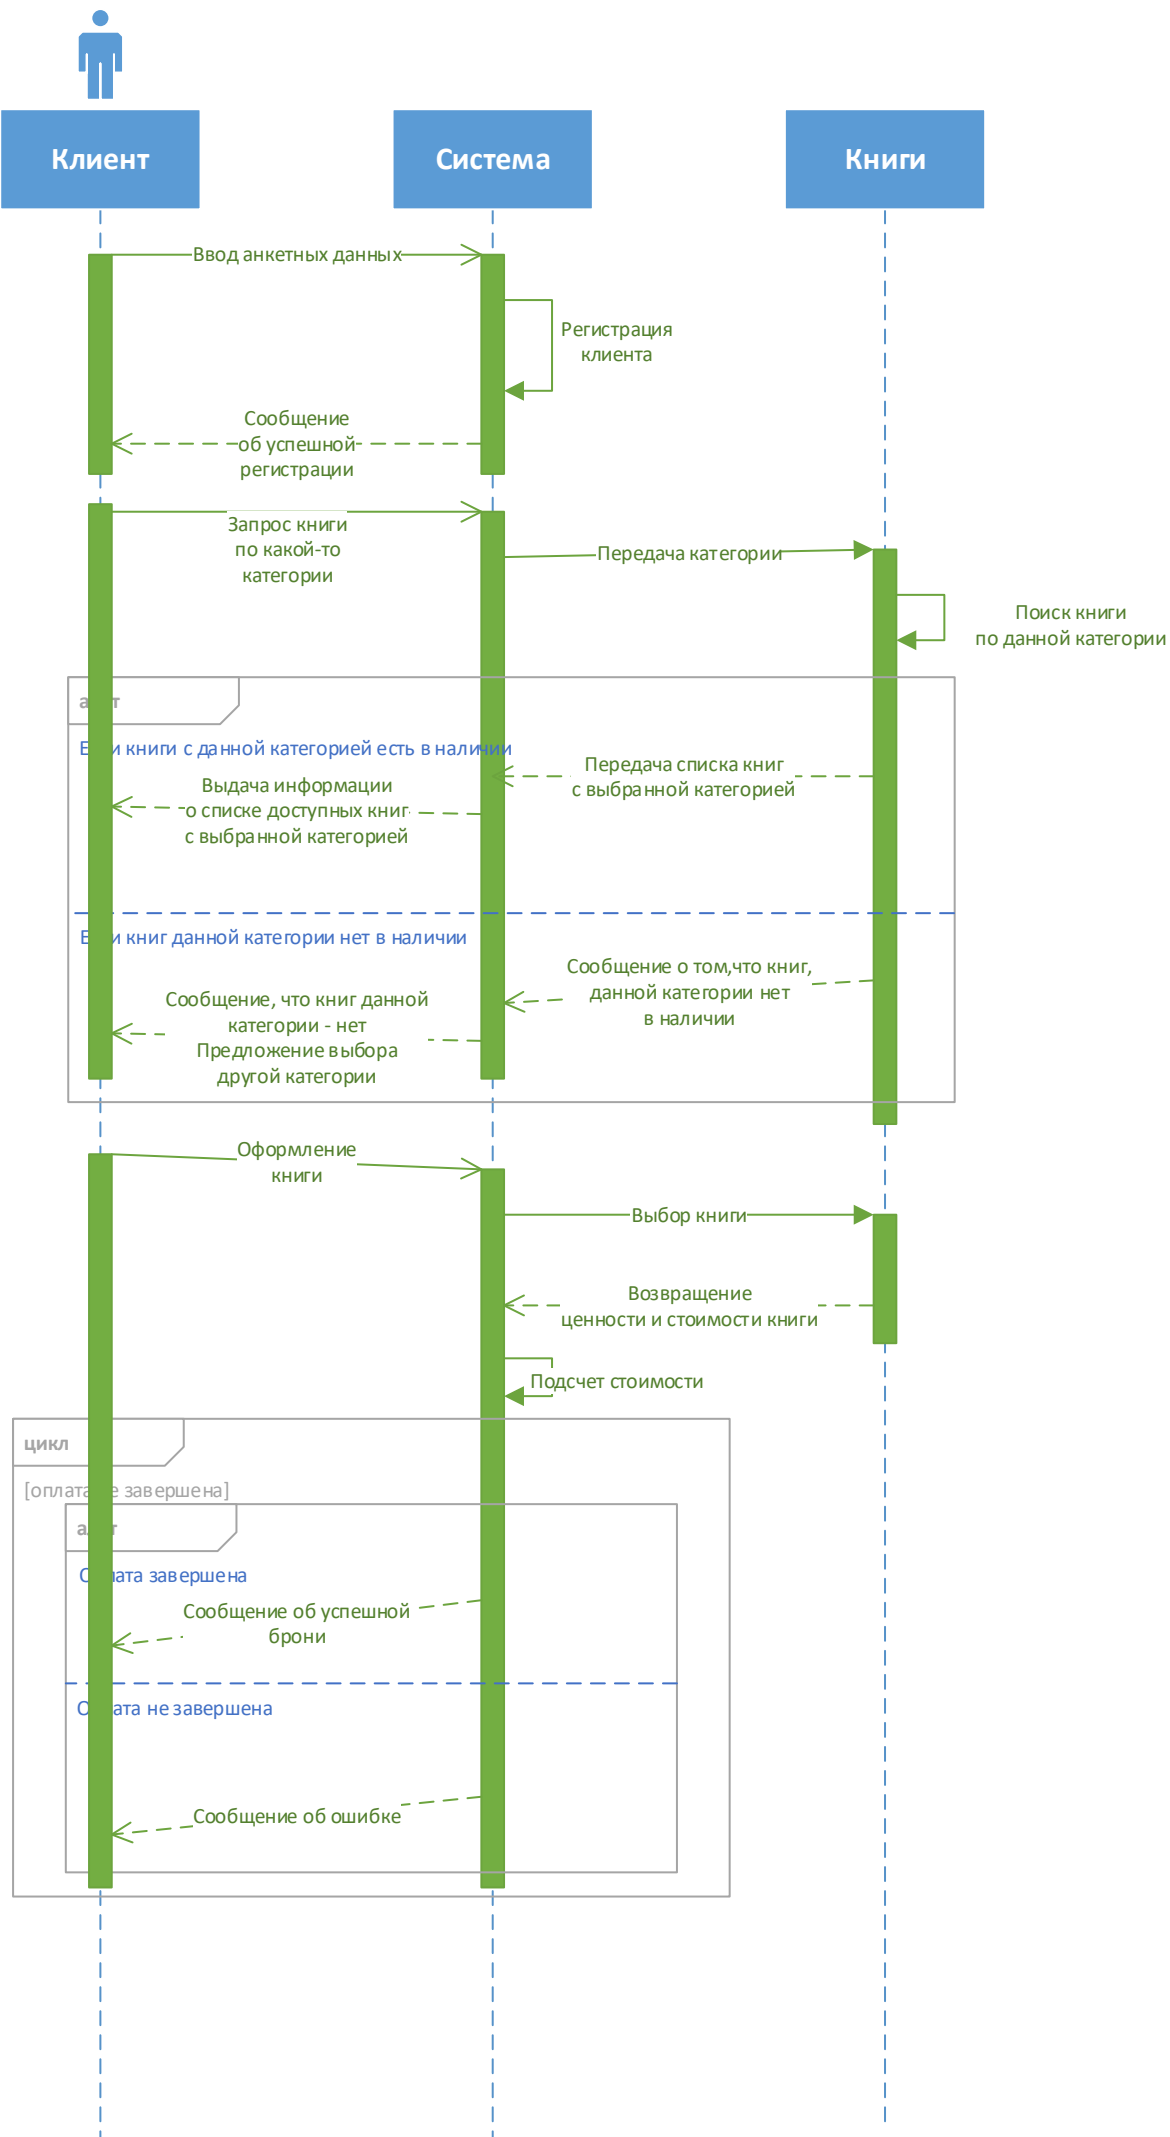 Клиент
Система
Книги
Ввод анкетных данных
Регистрация
клиента
Сообщение
об успешной
регистрации
Запрос книги
по какой-то
категории
Передача категории
Поиск книги
по данной категории
книги с данной категорией есть в наличии
Передача списка книг
с выбранной категорией
Выдача информации
о списке доступных книг
с выбранной категорией
книг данной категории нет в наличии
Сообщение о том,что книг,
данной категории нет
в наличии
Сообщение, что книг данной
категории - нет
Предложение выбора
другой категории
Оформление
книги
Выбор книги
Возвращение
ценности и стоимости книги
Подсчет стоимости
цикл
[оплата не завершена]
Оплата завершена
Сообщение об успешной
брони
Оплата не завершена
Сообщение об ошибке